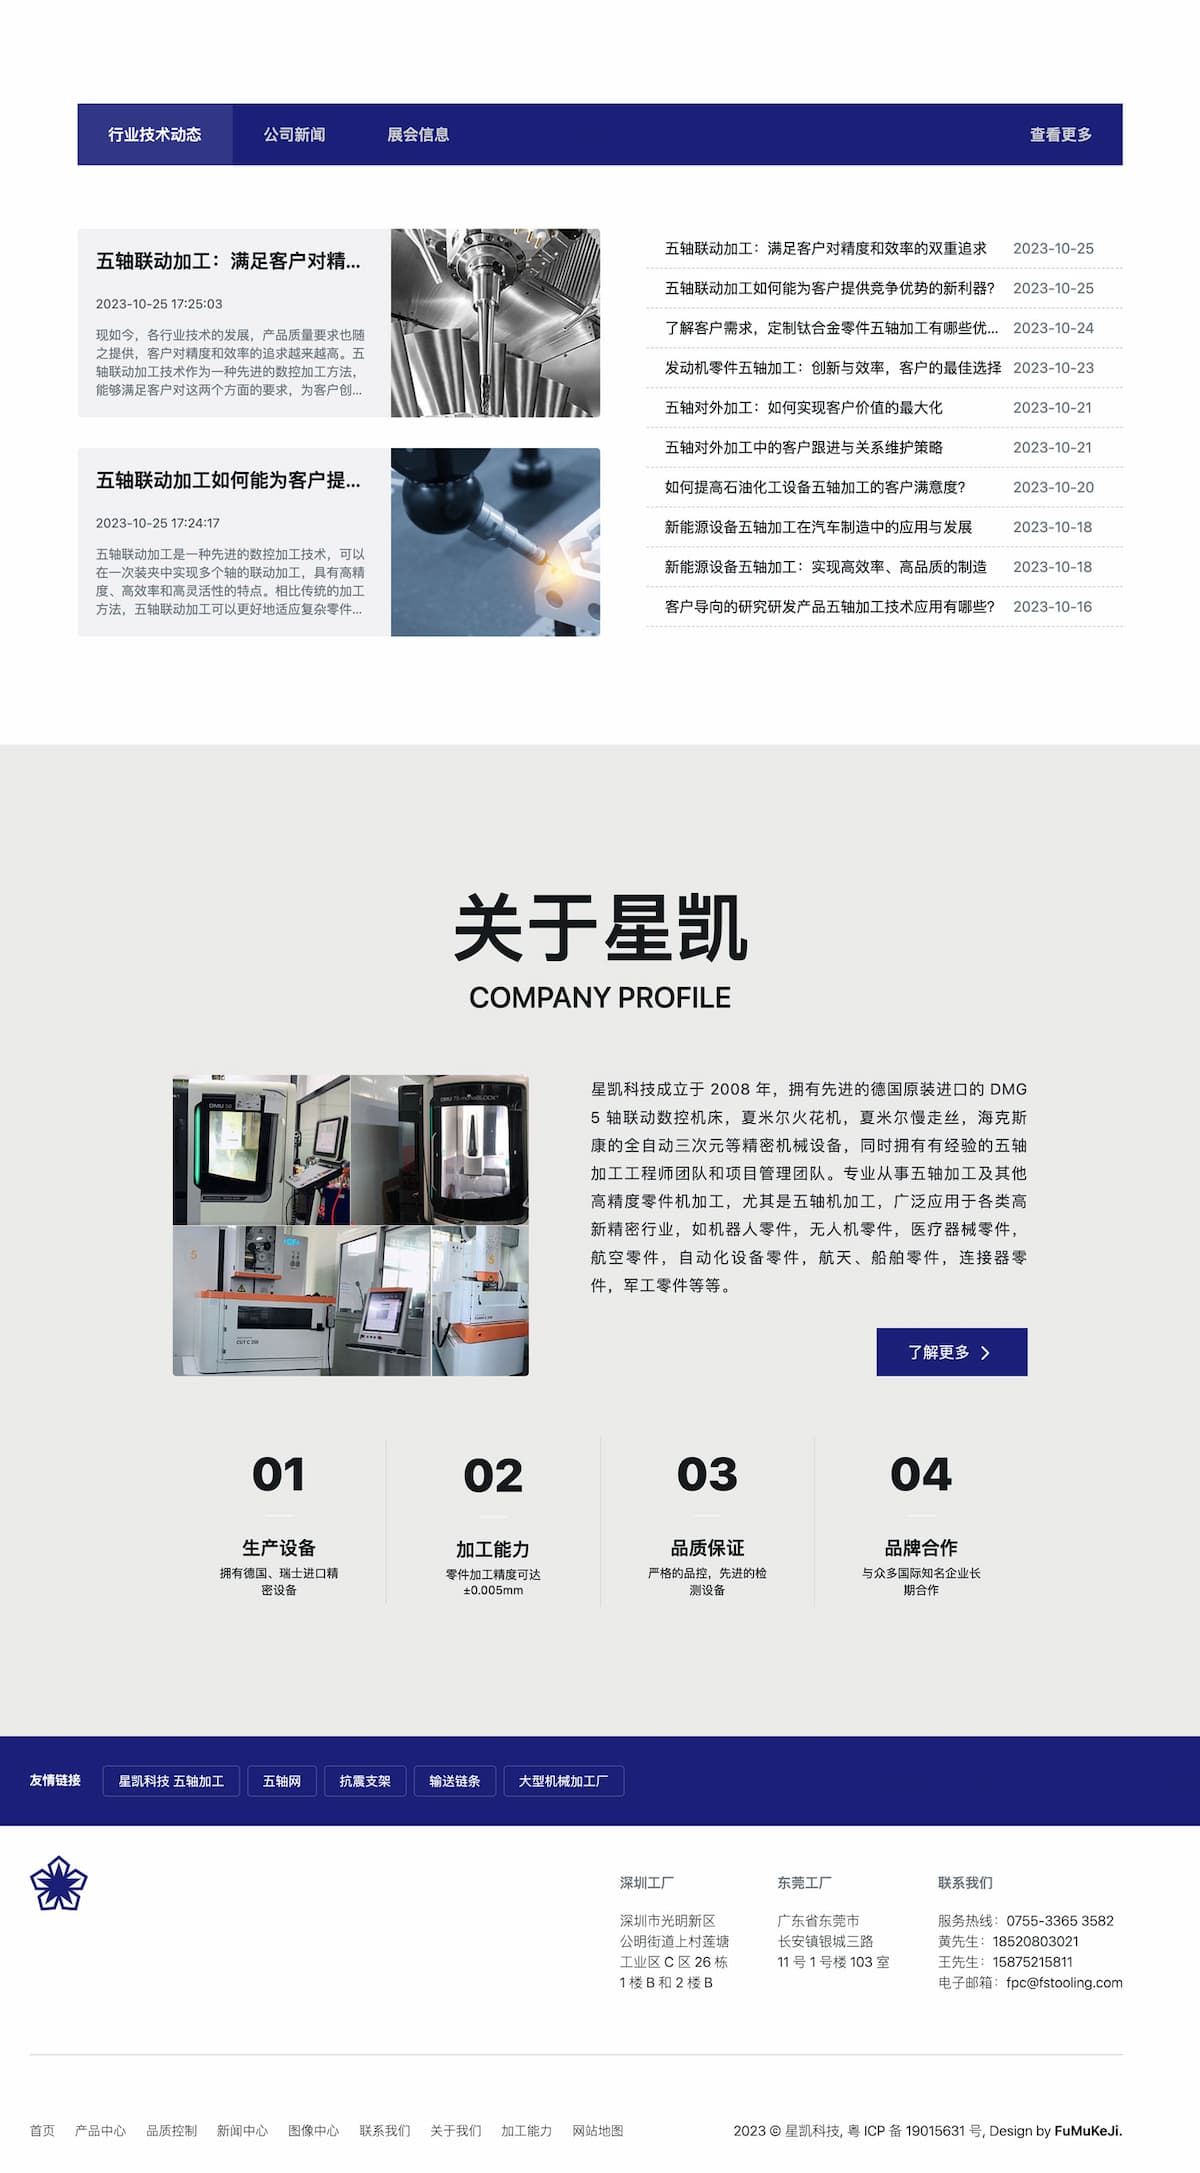 行业技术动态 公司新闻 展会信息 查看更多
五轴联动加工：满足客户对精...
2023-10-25 17:25:03
现如今，各行业技术的发展，产品质量要求也随
之提供，客户对精度和效率的追求越来越高。五
轴联动加工技术作为一种先进的数控加工方法，
能够满足客户对这两个方面的要求，为客户创...
五轴联动加工如何能为客户提...
2023-10-25 17:24:17
五轴联动加工是一种先进的数控加工技术，可以
在一次装夹中实现多个轴的联动加工，具有高精
度、高效率和高灵活性的特点。相比传统的加工
方法，五轴联动加工可以更好地适应复杂零件...
五轴联动加工：满足客户对精度和效率的双重追求 2023-10-25
五轴联动加工如何能为客户提供竞争优势的新利器？ 2023-10-25
了解客户需求，定制钛合金零件五轴加工有哪些优... 2023-10-24
发动机零件五轴加工：创新与效率，客户的最佳选择 2023-10-23
五轴对外加工：如何实现客户价值的最大化 2023-10-21
五轴对外加工中的客户跟进与关系维护策略 2023-10-21
如何提高石油化工设备五轴加工的客户满意度？ 2023-10-20
新能源设备五轴加工在汽车制造中的应用与发展 2023-10-18
新能源设备五轴加工：实现高效率、高品质的制造 2023-10-18
客户导向的研究研发产品五轴加工技术应用有哪些？ 2023-10-16
关于星凯
COMPANY PROFILE
星凯科技成立于 2008 年，拥有先进的德国原装进口的 DMG
5 轴联动数控机床，夏米尔火花机，夏米尔慢走丝，海克斯
康的全自动三次元等精密机械设备，同时拥有有经验的五轴
加工工程师团队和项目管理团队。专业从事五轴加工及其他
高精度零件机加工，尤其是五轴机加工，广泛应用于各类高
新精密行业，如机器人零件，无人机零件，医疗器械零件，
航空零件，自动化设备零件，航天、船舶零件，连接器零
件，军工零件等等。
了解更多
01
生产设备
拥有德国、瑞士进口精
密设备
02
加工能力
零件加工精度可达
±0.005mm
03
品质保证
严格的品控，先进的检
测设备
04
品牌合作
与众多国际知名企业长
期合作
友情链接 星凯科技 五轴加工 五轴网 抗震支架 输送链条 大型机械加工厂
深圳工厂
深圳市光明新区
公明街道上村莲塘
工业区 C 区 26 栋
1 楼 B 和 2 楼 B
东莞工厂
广东省东莞市
长安镇银城三路
11 号 1 号楼 103 室
联系我们
服务热线：0755-3365 3582
黄先生：18520803021
王先生：15875215811
电子邮箱：fpc@fstooling.com
首页 产品中心 品质控制 新闻中心 图像中心 联系我们 关于我们 加工能力 网站地图
2023 © 星凯科技, 粤 ICP 备 19015631 号, Design by FuMuKeJi.